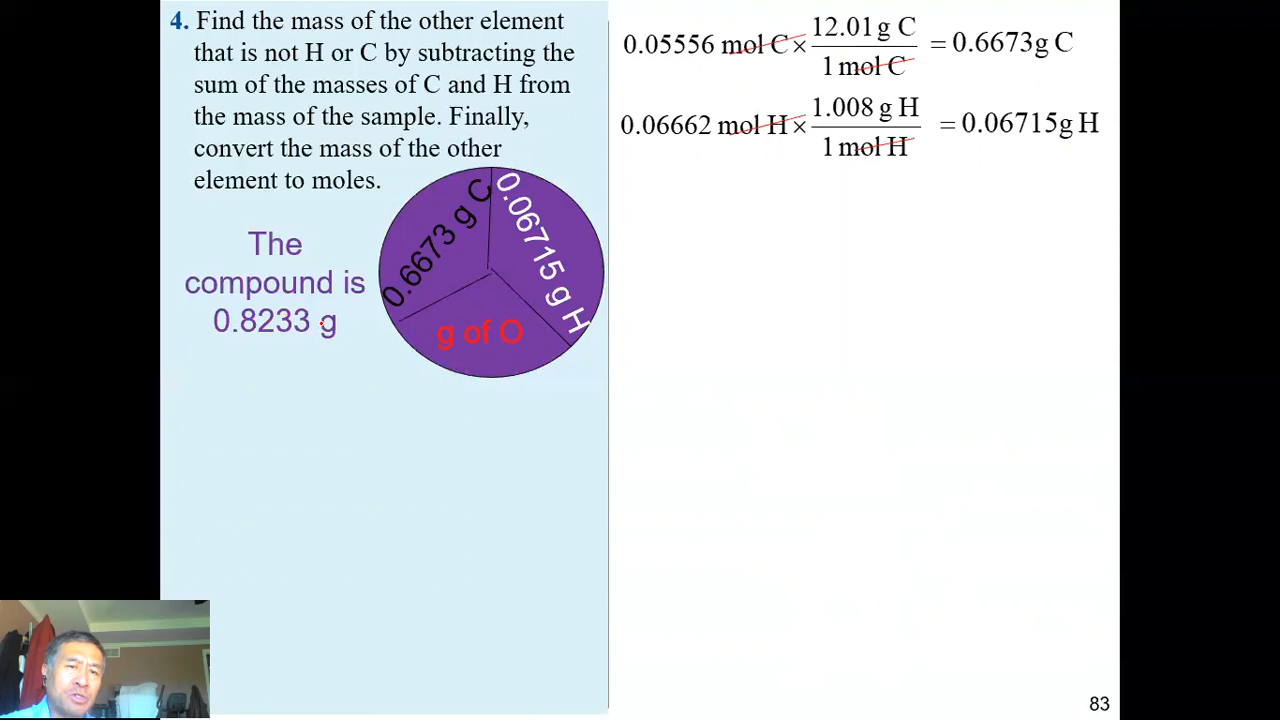 4. Find the mass of the other element
that is not H or C by subtracting the
sum of the masses of C and H from
the mass of the sample. Finally,
convert the mass of the other
element to moles.
The
compound is
0.8233 g
0.6673 g C
0.06715 g H
g of O
0.05556 mol C × 12.01 g C / 1 mol C = 0.6673g C
0.06662 mol H × 1.008 g H / 1 mol H = 0.06715g H
83